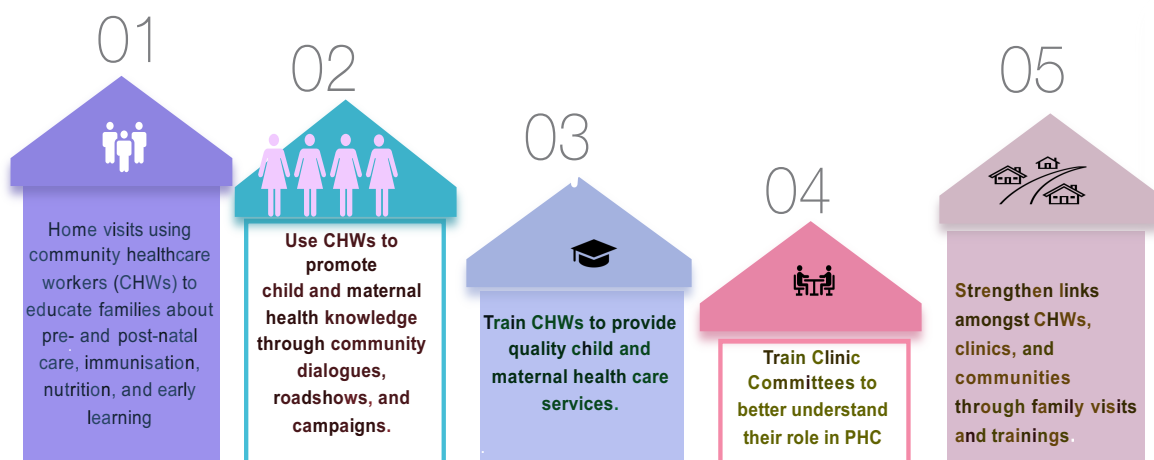 01
Home visits using
community healthcare
workers (CHWs) to
educate families about
pre- and post-natal
care, immunisation,
nutrition, and early
learning
02
Use CHWs to
promote
child and maternal
health knowledge
through community
dialogues,
roadshows, and
campaigns.
03
Train CHWs to provide
quality child and
maternal health care
services.
04
Train Clinic
Committees to
better understand
their role in PHC
05
Strengthen links
amongst CHWs,
clinics, and
communities
through family visits
and trainings.